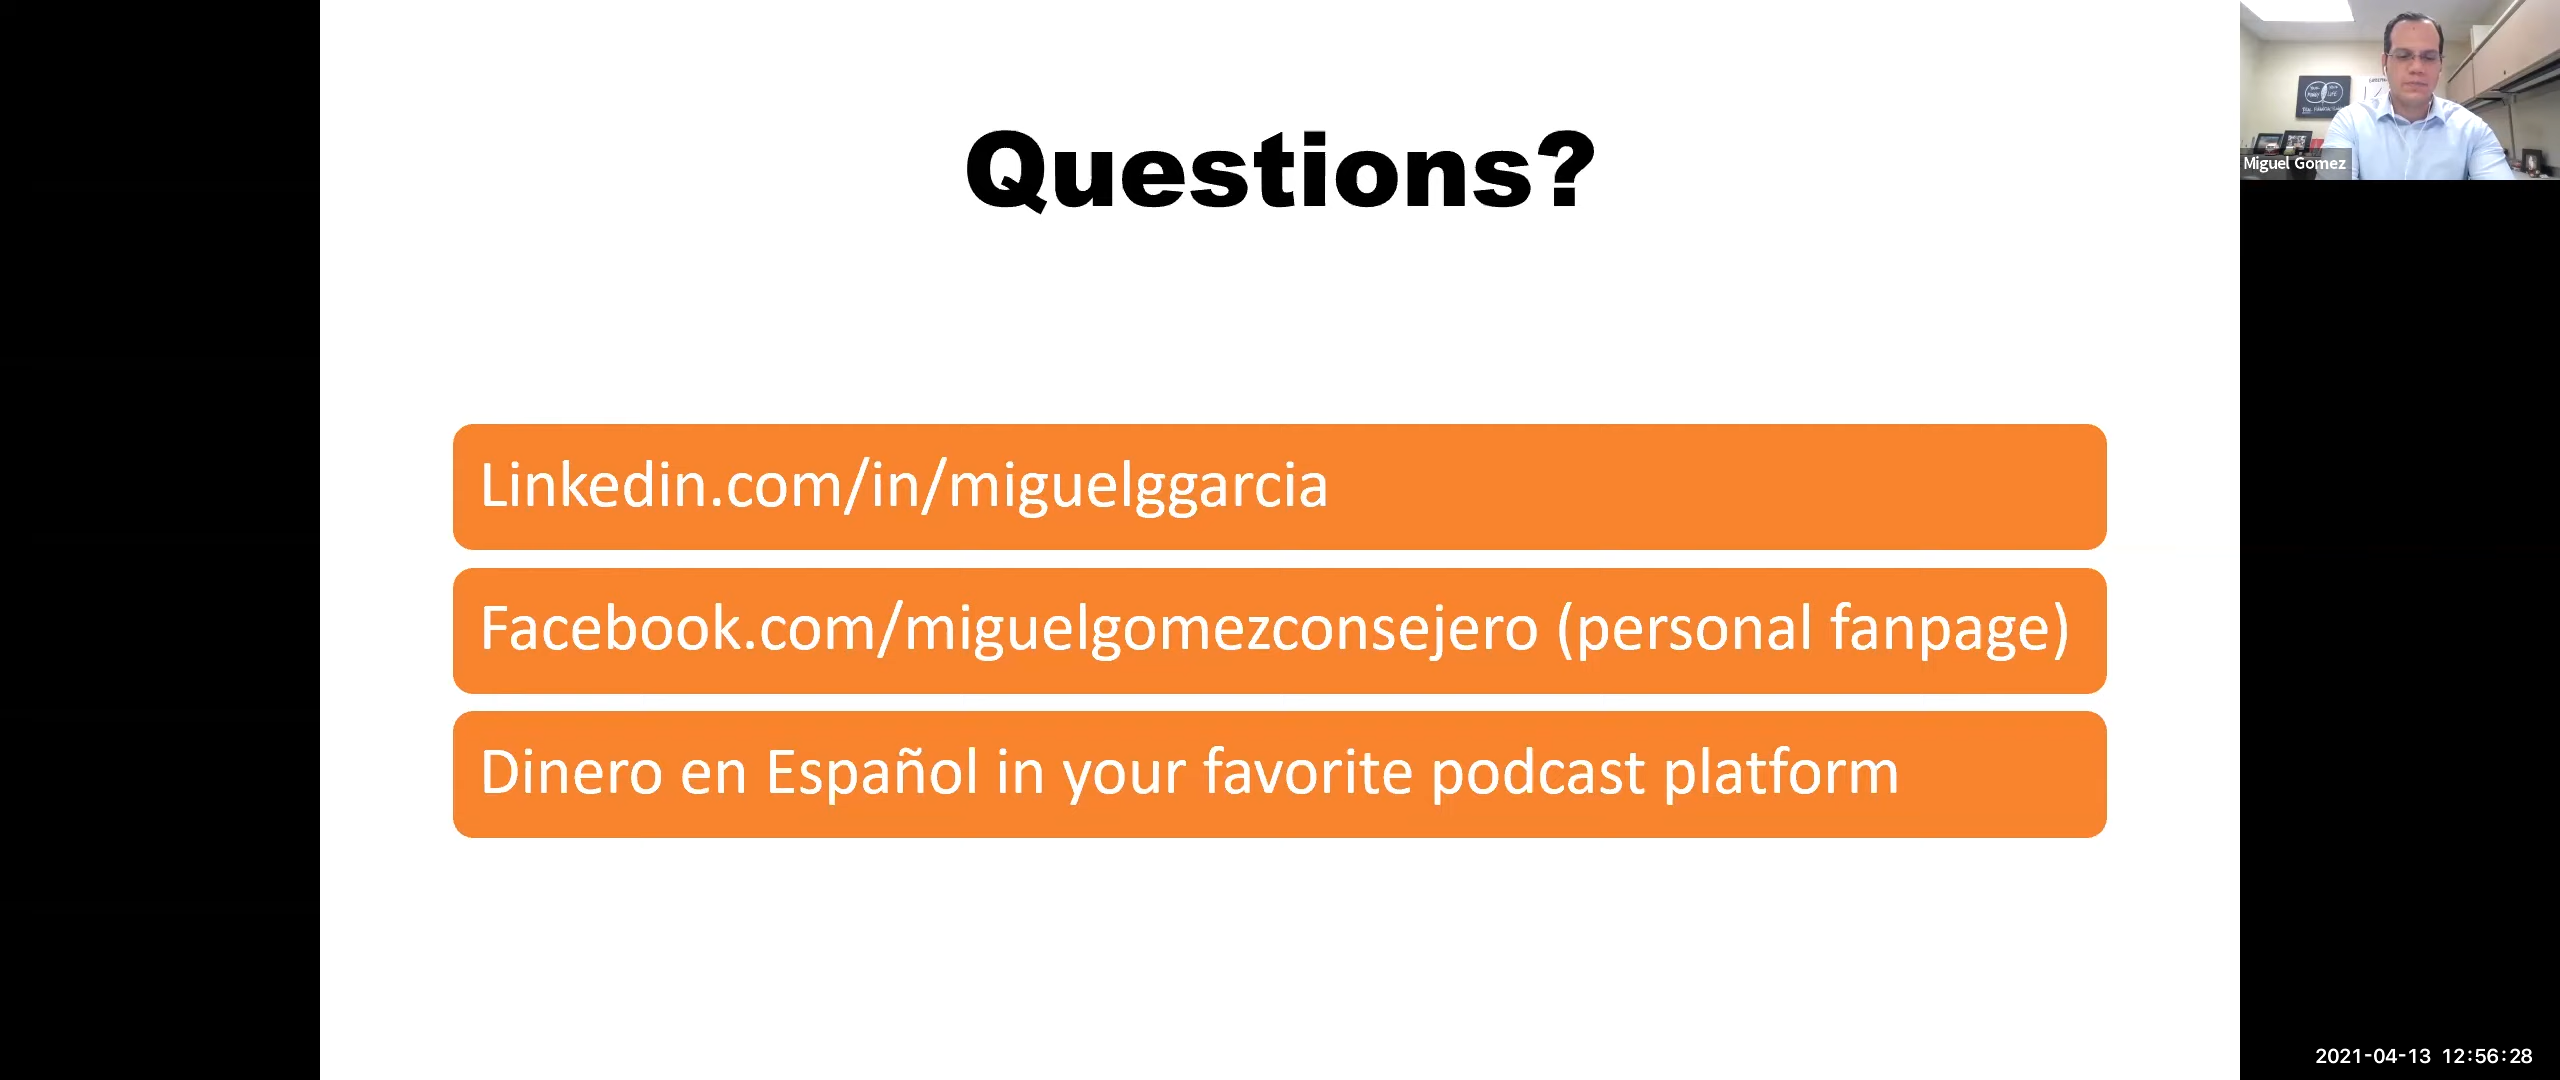 Questions?
Linkedin.com/in/miguelggarcia
Facebook.com/miguelgomezconsejero (personal fanpage)
Dinero en Español in your favorite podcast platform
Miguel Gomez
2021-04-13 12:56:28